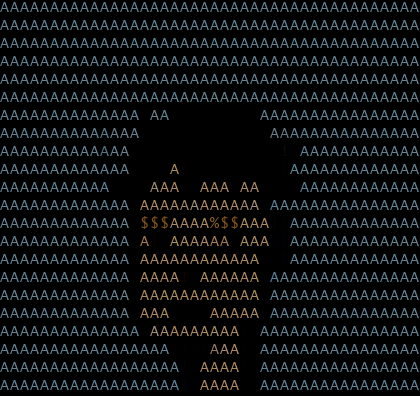 AAAAAAAAAAAAAAAAAAAAAAAAAAAAAAAAAAAAAAAAAA
AAAAAAAAAAAAAAAAAAAAAAAAAAAAAAAAAAAAAAAAAA
AAAAAAAAAAAAAAAAAAAAAAAAAAAAAAAAAAAAAAAAAA
AAAAAAAAAAAAAAAAAAAAAAAAAAAAAAAAAAAAAAAAAA
AAAAAAAAAAAAAAAAAAAAAAAAAAAAAAAAAAAAAAAAAA
AAAAAAAAAAAAAAAAAAAAAAAAAAAAAAAAAAAAAAAAAA
AAAAAAAAAAAAAA AA         AAAAAAAAAAAAAAAA
AAAAAAAAAAAAAA             AAAAAAAAAAAAAAA
AAAAAAAAAAAAA                 AAAAAAAAAAAA
AAAAAAAAAAAAA    A           AAAAAAAAAAAAA
AAAAAAAAAAA    AAA  AAA AA    AAAAAAAAAAAA
AAAAAAAAAAAAA AAAAAAAAAAAA AAAAAAAAAAAAAAA
AAAAAAAAAAAAA $$$AAAA%$$AAA  AAAAAAAAAAAAA
AAAAAAAAAAAAA A  AAAAAA AAA  AAAAAAAAAAAAA
AAAAAAAAAAAAA AAAAAAAAAAAA   AAAAAAAAAAAAA
AAAAAAAAAAAAA AAAA  AAAAAA AAAAAAAAAAAAAAA
AAAAAAAAAAAAA AAAAAAAAAAAA AAAAAAAAAAAAAAA
AAAAAAAAAAAAA AAA    AAAAA AAAAAAAAAAAAAAA
AAAAAAAAAAAAAA AAAAAAAAA  AAAAAAAAAAAAAAAA
AAAAAAAAAAAAAAAAA    AAA  AAAAAAAAAAAAAAAA
AAAAAAAAAAAAAAAAAA  AAAA  AAAAAAAAAAAAAAAA
AAAAAAAAAAAAAAAAAA  AAAA  AAAAAAAAAAAAAAAA